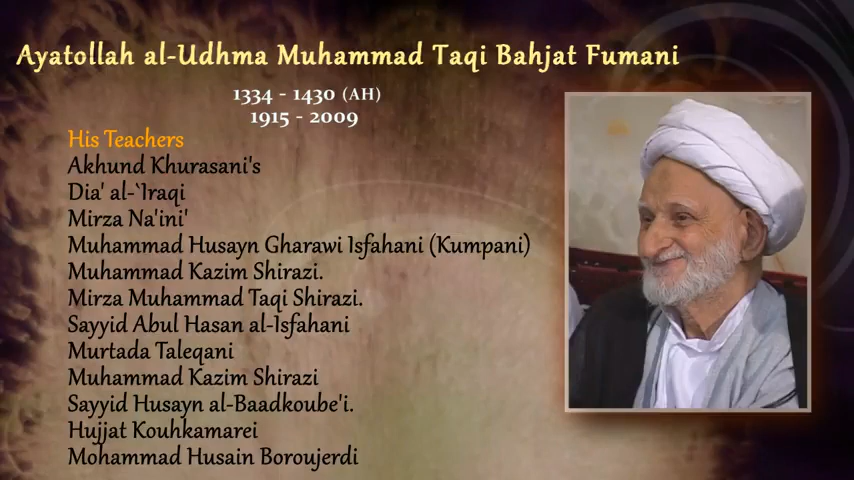 Ayatollah al-Udhma Muhammad Taqi Bahjat Fumani
1334 - 1430 (AH)
1915 - 2009
His Teachers
Akhund Khurasani's
Dia' al-`Iraqi
Mirza Na'ini'
Muhammad Husayn Gharawi Isfahani (Kumpani)
Muhammad Kazim Shirazi.
Mirza Muhammad Taqi Shirazi.
Sayyid Abul Hasan al-Isfahani
Murtada Taleqani
Muhammad Kazim Shirazi
Sayyid Husayn al-Baadkoube'i.
Hujjat Kouhkamarei
Mohammad Husain Boroujerdi